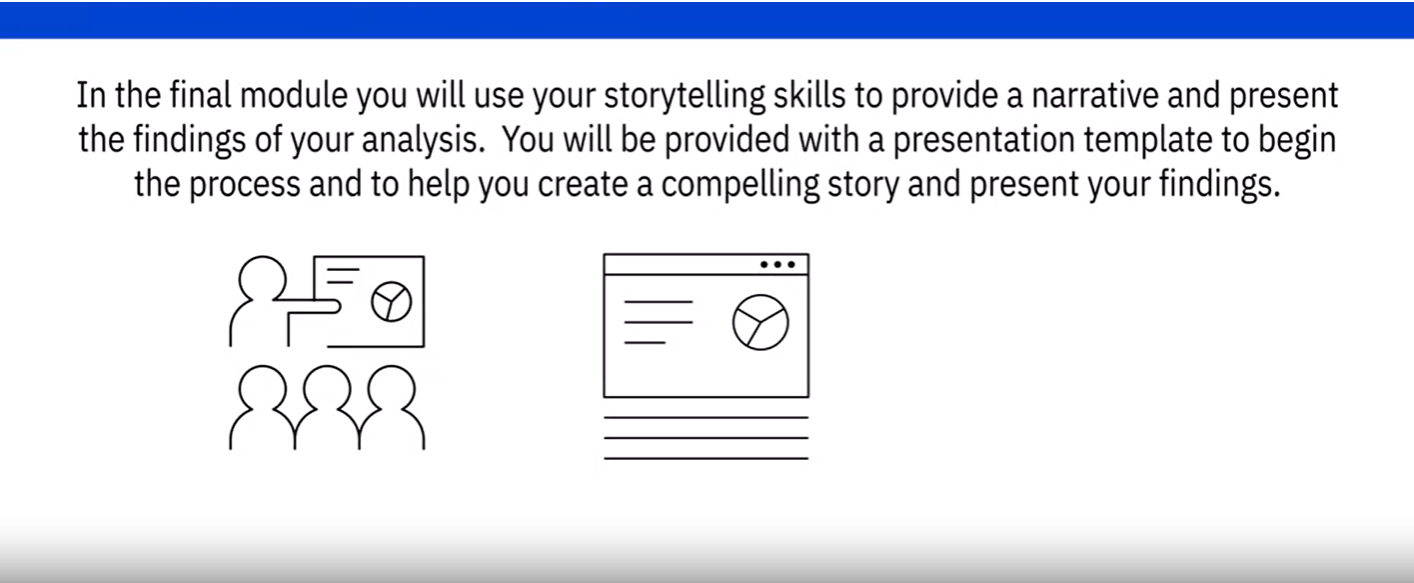 In the final module you will use your storytelling skills to provide a narrative and present
the findings of your analysis.  You will be provided with a presentation template to begin
the process and to help you create a compelling story and present your findings.